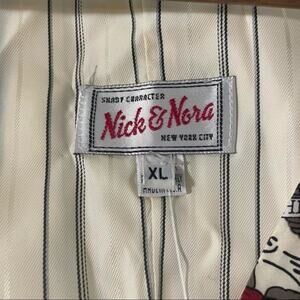 SHADY CHARACTER
Nick & Nora
NEW YORK CITY
XL